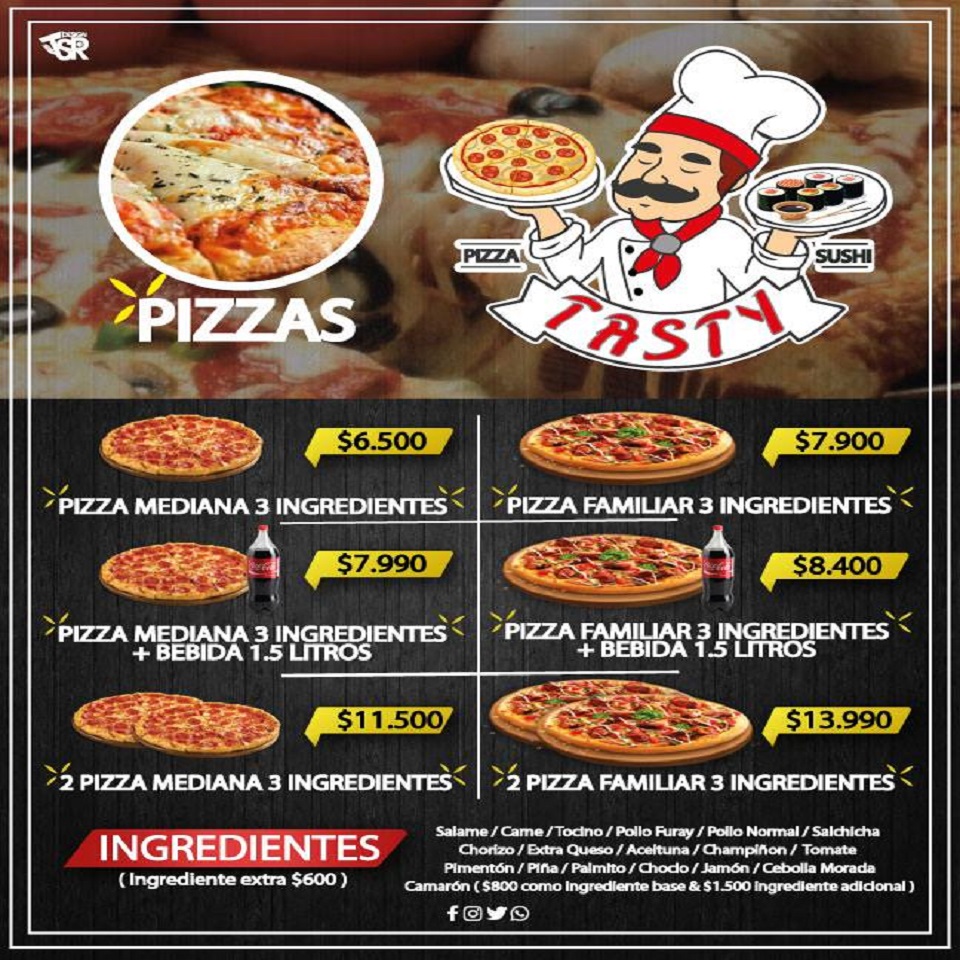 DESIGN
JSR
PIZZA
SUSHI
TASTY
PIZZAS
$6.500
PIZZA MEDIANA 3 INGREDIENTES
$7.900
PIZZA FAMILIAR 3 INGREDIENTES
$7.990
PIZZA MEDIANA 3 INGREDIENTES
+ BEBIDA 1.5 LITROS
$8.400
PIZZA FAMILIAR 3 INGREDIENTES
+ BEBIDA 1.5 LITROS
$11.500
2 PIZZA MEDIANA 3 INGREDIENTES
$13.990
2 PIZZA FAMILIAR 3 INGREDIENTES
INGREDIENTES
( Ingrediente extra $600 )
Salame / Carne / Tocino / Pollo Furay / Pollo Normal / Salchicha
Chorizo / Extra Queso / Aceituna / Champiñon / Tomate
Pimentón / Piña / Palmito / Choclo / Jamón / Cebolla Morada
Camarón ( $800 como ingrediente base & $1.500 ingrediente adicional )